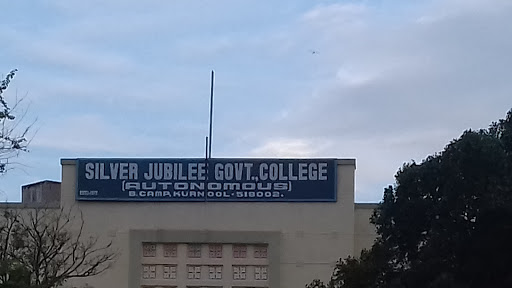 SILVER JUBILEE GOVT., COLLEGE
(AUTONOMOUS)
B. CAMP KURNOOL - 518002.